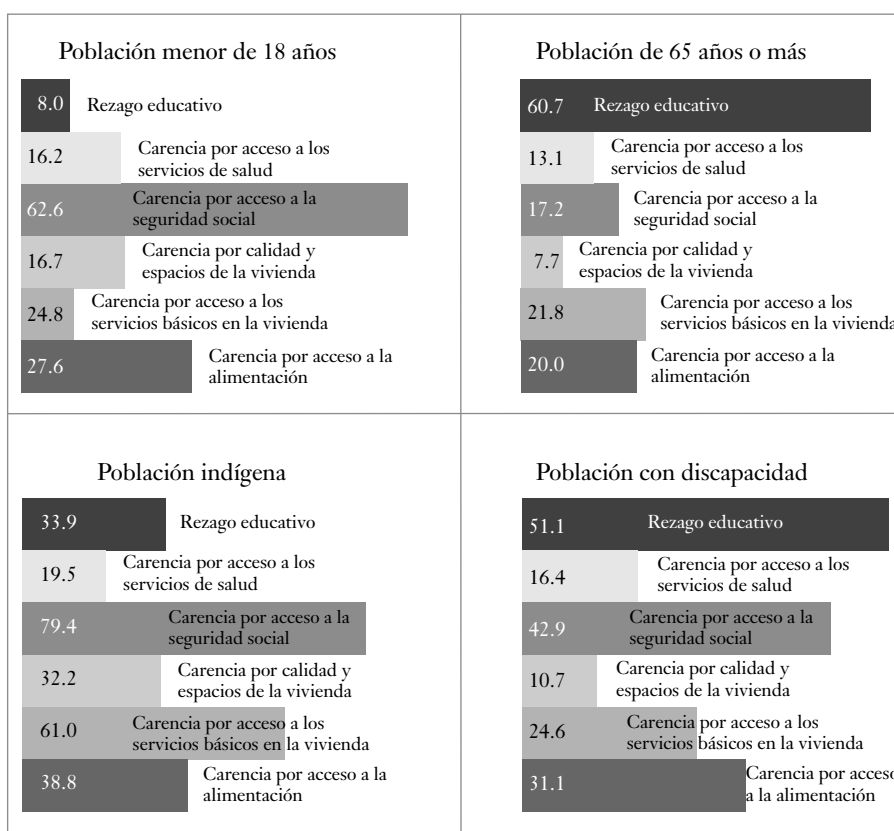 Población menor de 18 años
8.0 Rezago educativo
16.2 Carencia por acceso a los
servicios de salud
62.6 Carencia por acceso a la
seguridad social
16.7 Carencia por calidad y
espacios de la vivienda
24.8 Carencia por acceso a los
servicios básicos en la vivienda
27.6 Carencia por acceso a la
alimentación
Población de 65 años o más
60.7 Rezago educativo
13.1 Carencia por acceso a los
servicios de salud
17.2 Carencia por acceso a la
seguridad social
7.7 Carencia por calidad y
espacios de la vivienda
21.8 Carencia por acceso a los
servicios básicos en la vivienda
20.0 Carencia por acceso a la
alimentación
Población indígena
33.9 Rezago educativo
19.5 Carencia por acceso a los
servicios de salud
79.4 Carencia por acceso a la
seguridad social
32.2 Carencia por calidad y
espacios de la vivienda
61.0 Carencia por acceso a los
servicios básicos en la vivienda
38.8 Carencia por acceso a la
alimentación
Población con discapacidad
51.1 Rezago educativo
16.4 Carencia por acceso a los
servicios de salud
42.9 Carencia por acceso a la
seguridad social
10.7 Carencia por calidad y
espacios de la vivienda
24.6 Carencia por acceso a los
servicios básicos en la vivienda
31.1 Carencia por acceso
a la alimentación